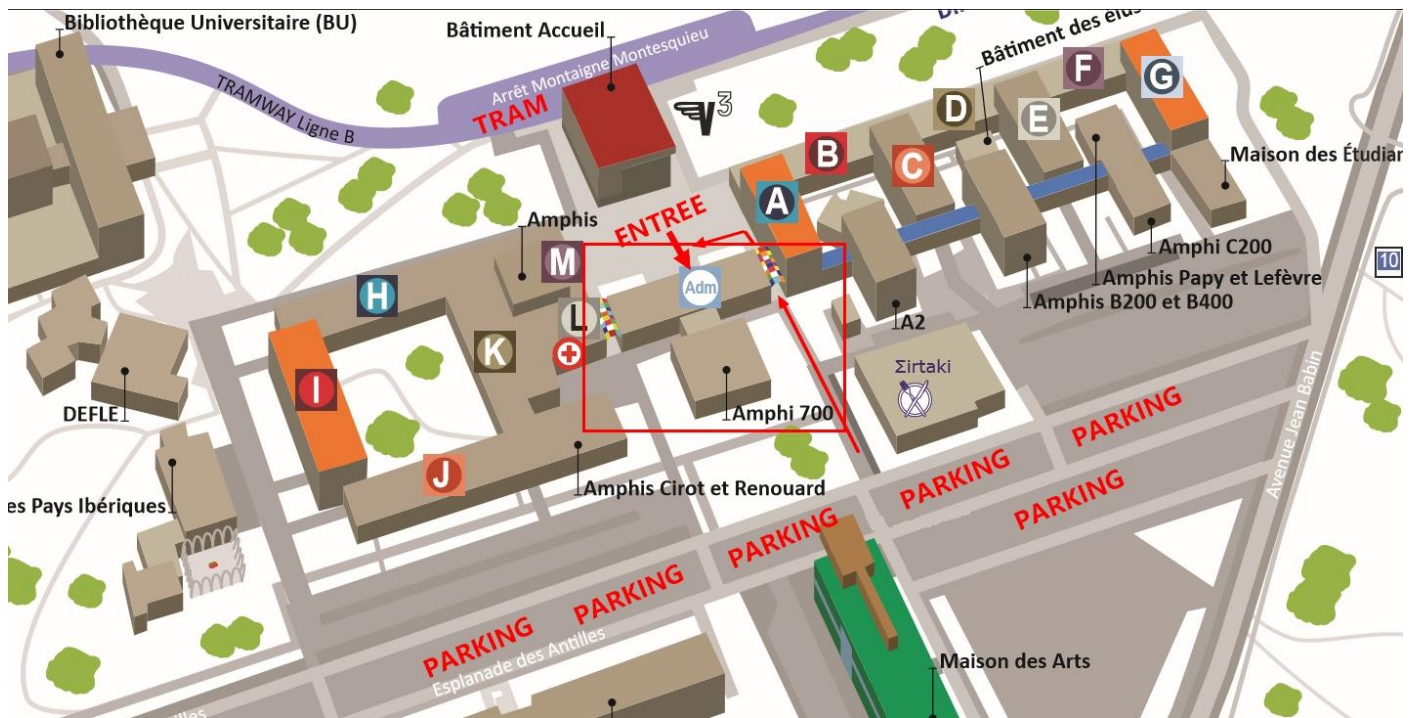 Bibliothèque Universitaire (BU)
Bâtiment Accueil
Arrêt Montaigne Montesquieu
TRAMWAY Ligne B
TRAM
V3
Bâtiment des élus
F
G
D
E
B
C
A
Maison des Étudian
ENTREE
Amphis
M
H
Adm
L
K
I
J
Amphi C200
Amphis Papy et Lefèvre
Amphis B200 et B400
10
A2
Σirtaki
DEFLE
Amphi 700
Avenue Jean Babin
PARKING
PARKING
PARKING
PARKING
PARKING
PARKING
Amphis Cirot et Renouard
es Pays Ibériques
Esplanade des Antilles
Maison des Arts
tilles